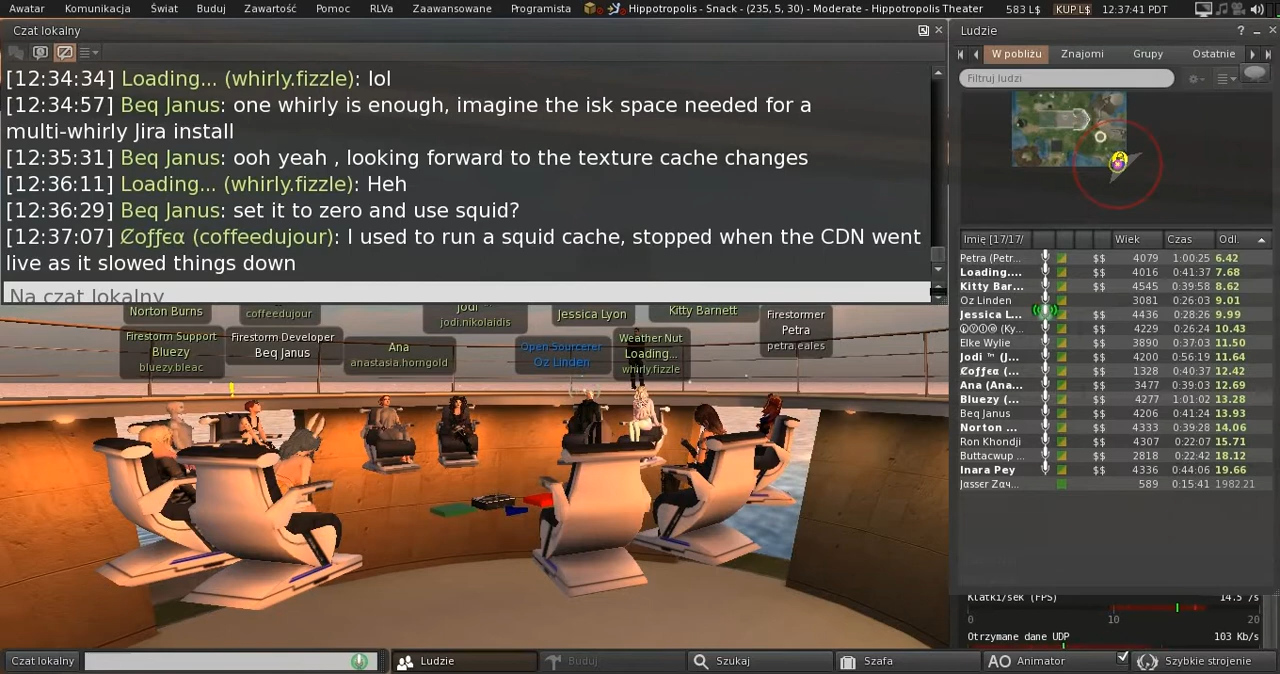 Awatar Komunikacja Świat Buduj Zawartość Pomoc RLVa Zaawansowane Programista Hippotropolis - Snack - (235, 5, 30) - Moderate - Hippotropolis Theater 583 L$ KUP L$ 12:37:41 PDT
Czat lokalny
[12:34:34] Loading... (whirly.fizzle): lol
[12:34:57] Beq Janus: one whirly is enough, imagine the isk space needed for a
multi-whirly Jira install
[12:35:31] Beq Janus: ooh yeah , looking forward to the texture cache changes
[12:36:11] Loading... (whirly.fizzle): Heh
[12:36:29] Beq Janus: set it to zero and use squid?
[12:37:07] Ȼσƒƒєα (coffeedujour): I used to run a squid cache, stopped when the CDN went
live as it slowed things down
Na czat lokalny
Norton Burns
coffeedujour
Jodi
jodi.nikolaidis
Jessica Lyon
Kitty Barnett
Firestormer
Petra
petra.eales
Firestorm Support
Bluezy
bluezy.bleac
Firestorm Developer
Beq Janus
Ana
anastasia.horngold
Open Sourcerer
Oz Linden
Weather Nut
Loading...
whirly.fizzle
Ludzie
W pobliżu Znajomi Grupy Ostatnie
Filtruj ludzi
Imię [17/17/ Wiek Czas Odl.
Petra (Petr... $$ 4079 1:00:25 6.42
Loading.... $$ 4016 0:41:37 7.68
Kitty Bar... $$ 4545 0:39:58 8.62
Oz Linden 3081 0:26:03 9.01
Jessica L... $$ 4436 0:28:26 9.99
(Ky... $$ 4229 0:26:24 10.43
Elke Wylie $$ 3890 0:37:03 11.50
Jodi ™ (J... $$ 4200 0:56:19 11.64
Ȼσƒƒєα (... $$ 1328 0:40:37 12.42
Ana (Ana... $$ 3477 0:39:03 12.69
Bluezy (... $$ 4277 1:01:02 13.28
Beq Janus $$ 4206 0:41:24 13.93
Norton ... $$ 4333 0:39:28 14.06
Ron Khondji $$ 4307 0:22:07 15.71
Buttacwup ... $$ 2818 0:22:42 18.12
Inara Pey $$ 4336 0:44:06 19.66
589 0:15:41 1982.21
Klatki/sek (FPS) 14.5 /s
0 10 20
Otrzymane dane UDP 103 Kb/s
Czat lokalny Ludzie Buduj Szukaj Szafa AO Animator Szybkie strojenie